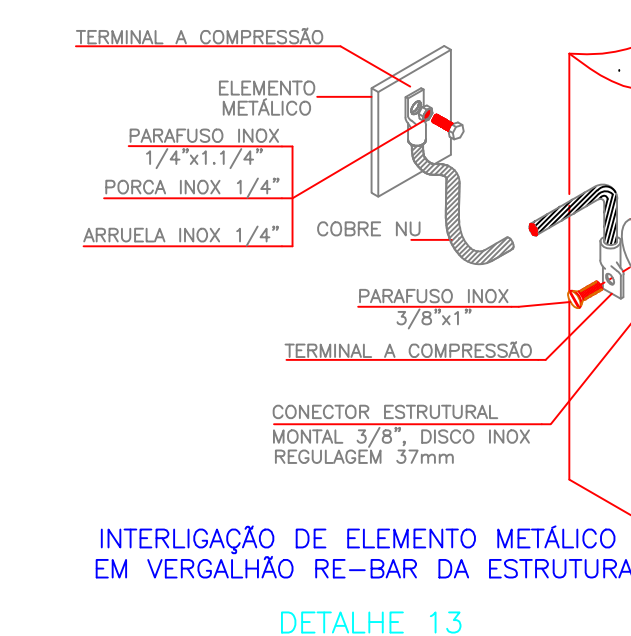 TERMINAL A COMPRESSÃO
ELEMENTO
METÁLICO
PARAFUSO INOX
1/4"x1.1/4"
PORCA INOX 1/4"
ARRUELA INOX 1/4"
COBRE NU
PARAFUSO INOX
3/8"x1"
TERMINAL A COMPRESSÃO
CONECTOR ESTRUTURAL
MONTAL 3/8", DISCO INOX
REGULAGEM 37mm
INTERLIGAÇÃO DE ELEMENTO METÁLICO
EM VERGALHÃO RE-BAR DA ESTRUTURA
DETALHE 13